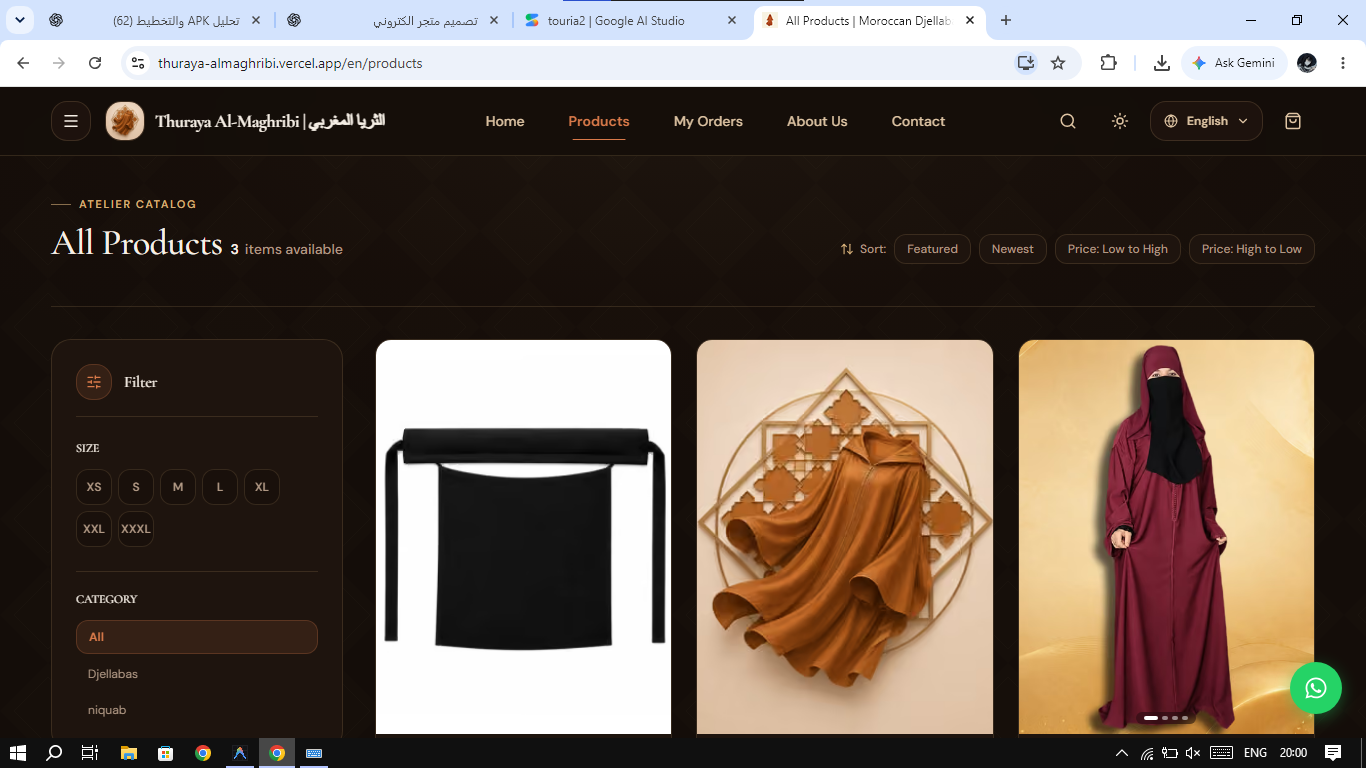 تحليل APK والتخطيط (62)
تصميم متجر الكتروني
touria2 | Google AI Studio
All Products | Moroccan Djellab
thuraya-almaghribi.vercel.app/en/products
Ask Gemini
Thuraya Al-Maghribi | الثريا المغربي
Home
Products
My Orders
About Us
Contact
English
ATELIER CATALOG
All Products 3 items available
Sort:
Featured
Newest
Price: Low to High
Price: High to Low
Filter
SIZE
XS
S
M
L
XL
XXL
XXXL
CATEGORY
All
Djellabas
niquab
ENG
20:00